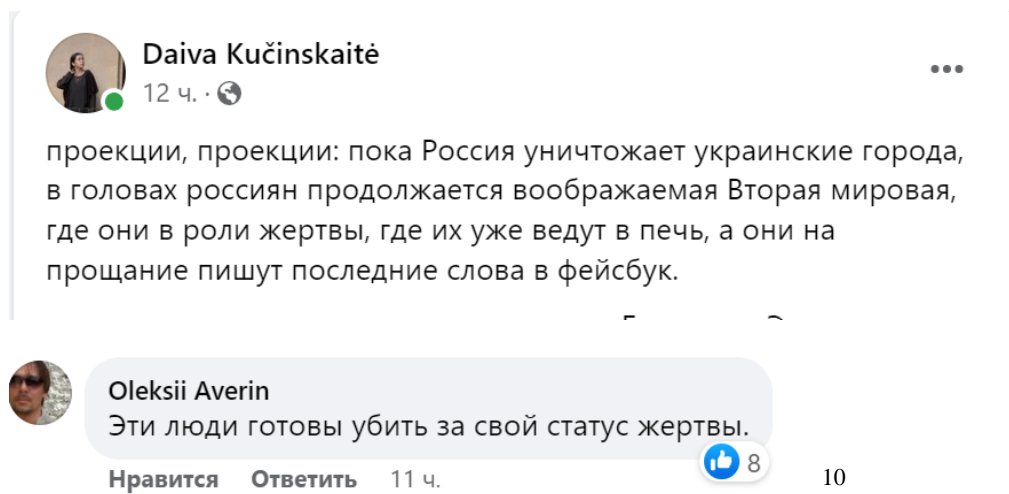 Daiva Kučinskaitė
12 ч. ·
проекции, проекции: пока Россия уничтожает украинские города,
в головах россиян продолжается воображаемая Вторая мировая,
где они в роли жертвы, где их уже ведут в печь, а они на
прощание пишут последние слова в фейсбук.
Oleksii Averin
Эти люди готовы убить за свой статус жертвы.
8
Нравится Ответить 11 ч.
10